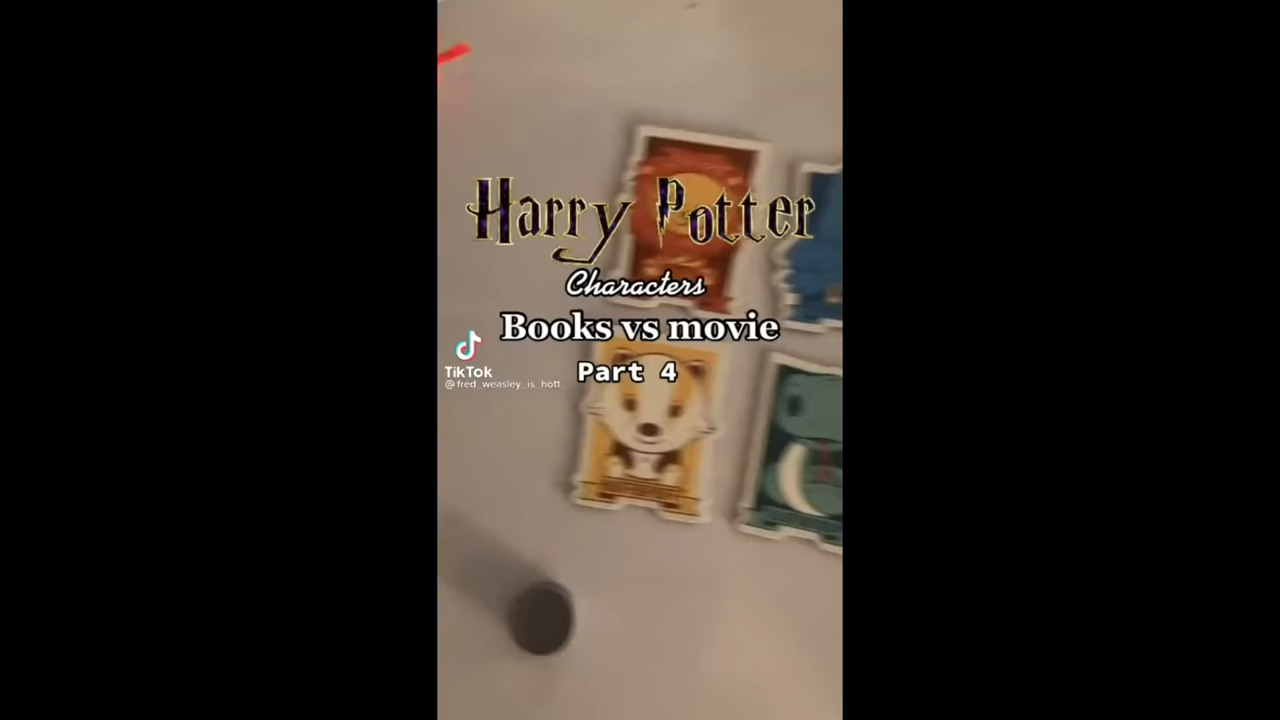 Harry Potter
Characters
Books vs movie
Part 4
TikTok
@fred_weasley_is_hott